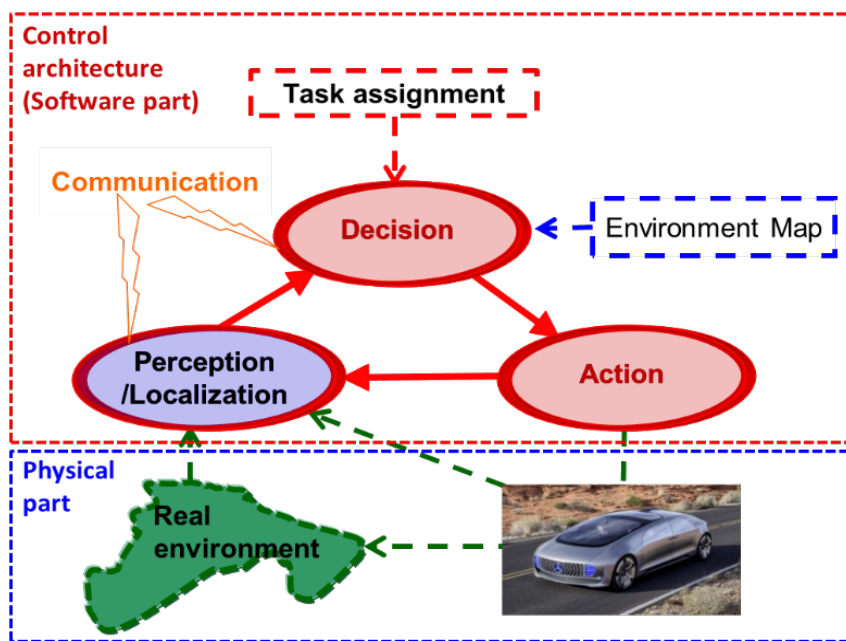 Control
architecture
(Software part)
Task assignment
Communication
Decision
Environment Map
Perception
/Localization
Action
Physical
part
Real
environment